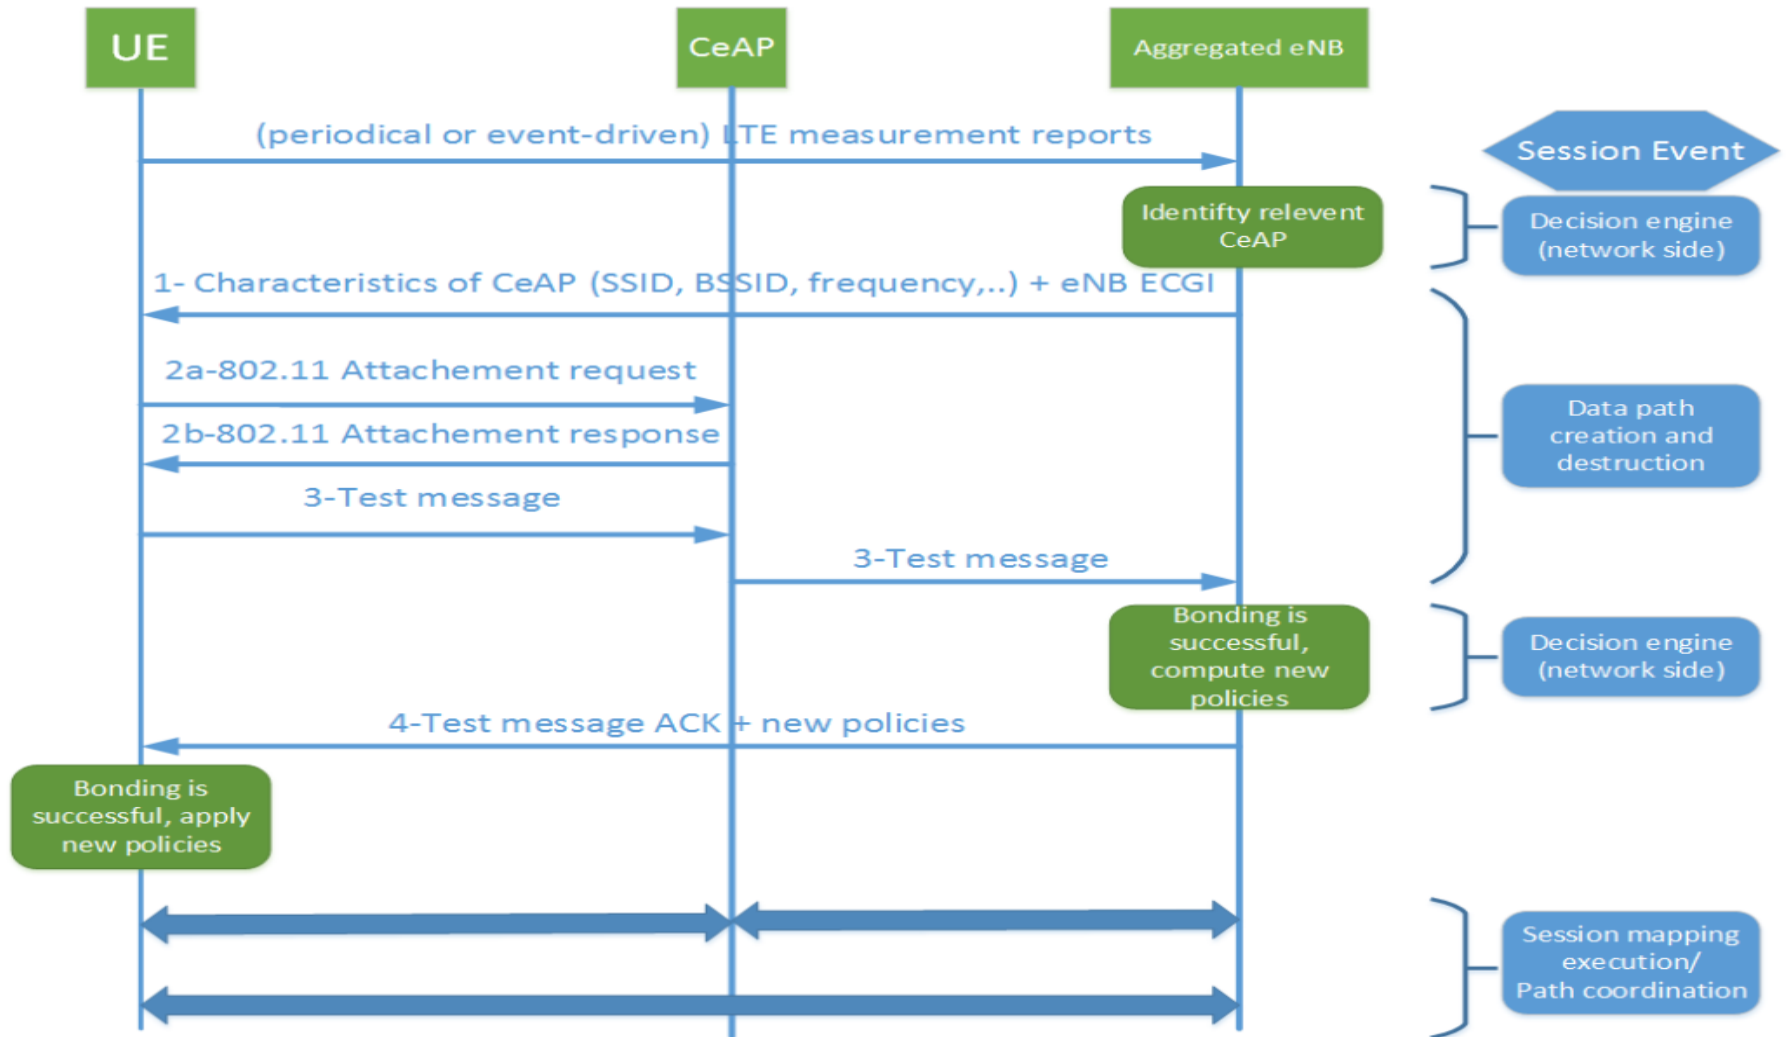 UE
CeAP
Aggregated eNB
(periodical or event-driven) LTE measurement reports
Session Event
Identifty relevent
CeAP
Decision engine
(network side)
1- Characteristics of CeAP (SSID, BSSID, frequency,..) + eNB ECGI
2a-802.11 Attachement request
2b-802.11 Attachement response
Data path
creation and
destruction
3-Test message
3-Test message
Bonding is
successful,
compute new
policies
Decision engine
(network side)
4-Test message ACK + new policies
Bonding is
successful, apply
new policies
Session mapping
execution/
Path coordination